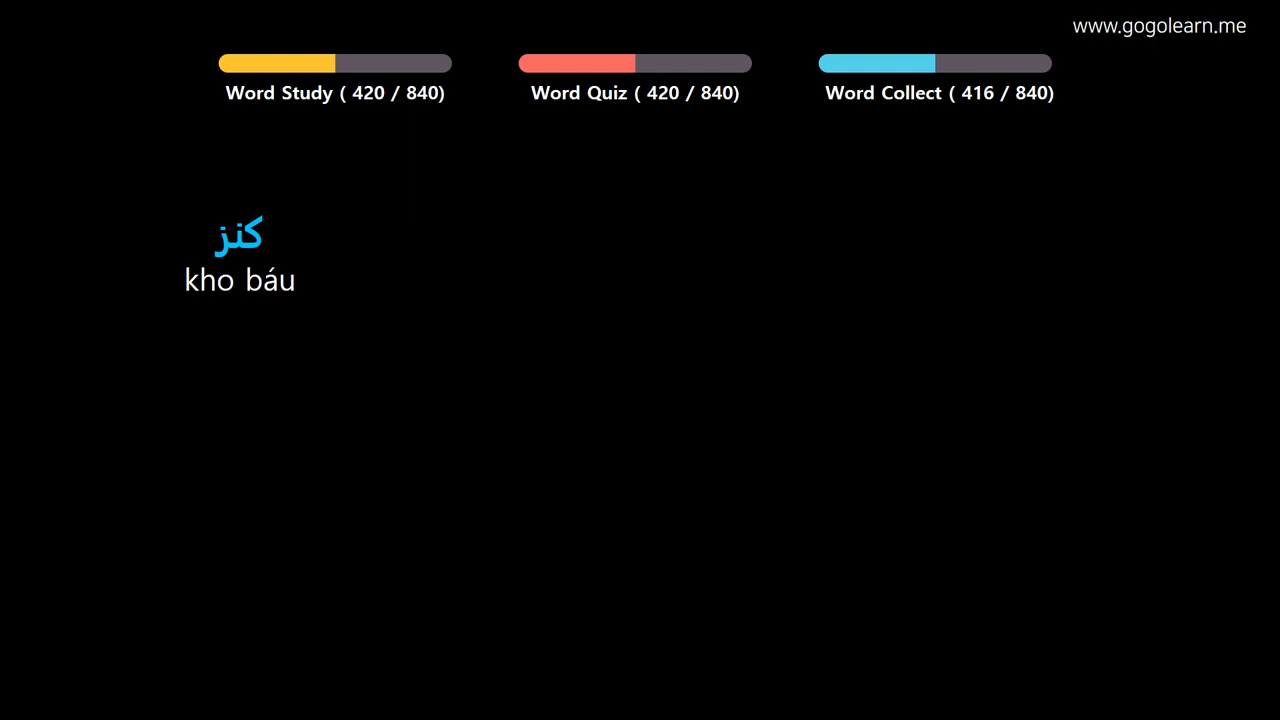 www.gogolearn.me
Word Study ( 420 / 840)
Word Quiz ( 420 / 840)
Word Collect ( 416 / 840)
كنز
kho báu